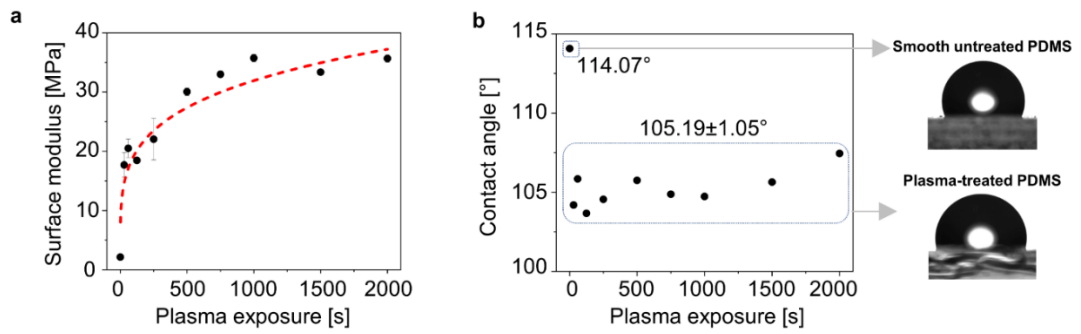 a
Surface modulus [MPa]
40
30
20
10
0
0 500 1000 1500 2000
Plasma exposure [s]
b
Contact angle [°]
115
110
105
100
114.07°
105.19±1.05°
0 500 1000 1500 2000
Plasma exposure [s]
Smooth untreated PDMS
Plasma-treated PDMS